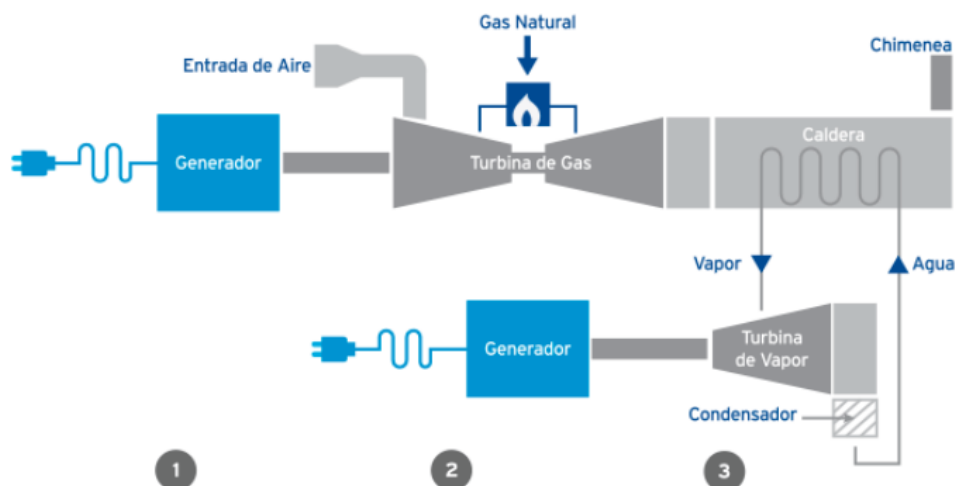 Gas Natural
Chimenea
Entrada de Aire
Caldera
Generador
Turbina de Gas
Vapor
Agua
Generador
Turbina
de Vapor
Condensador
1
2
3